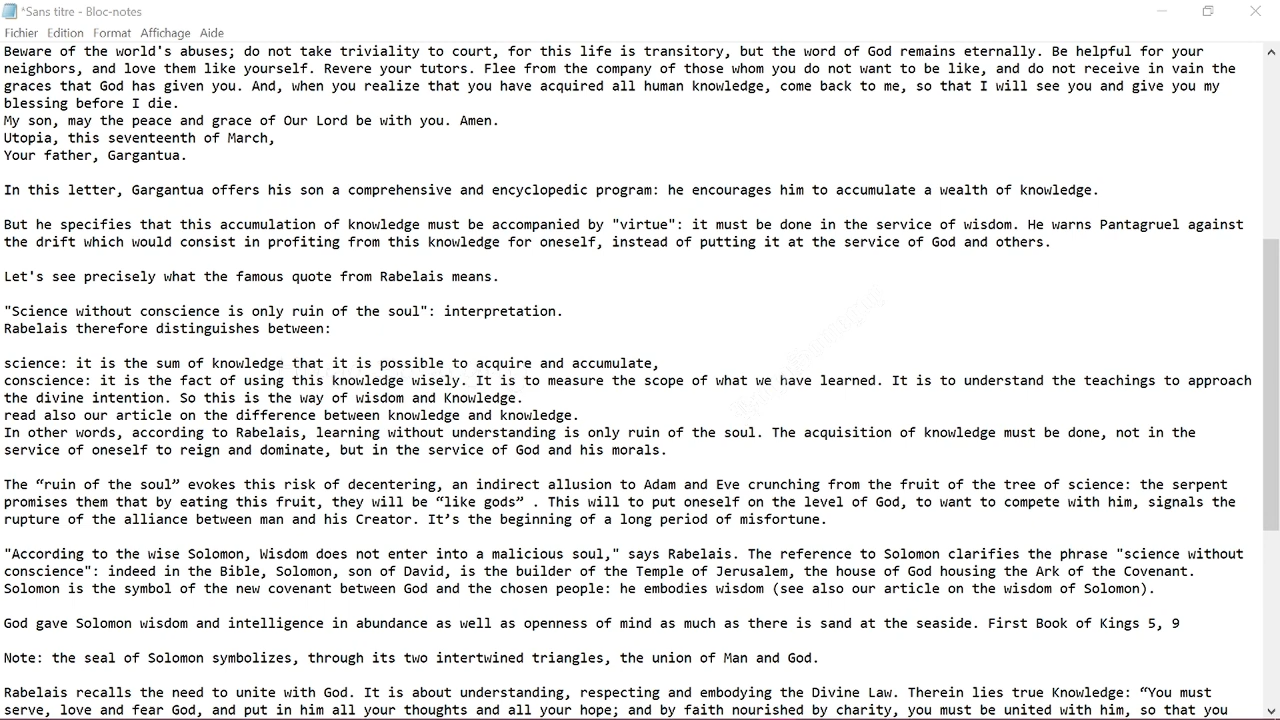 *Sans titre - Bloc-notes
Fichier Edition Format Affichage Aide
Beware of the world's abuses; do not take triviality to court, for this life is transitory, but the word of God remains eternally. Be helpful for your
neighbors, and love them like yourself. Revere your tutors. Flee from the company of those whom you do not want to be like, and do not receive in vain the
graces that God has given you. And, when you realize that you have acquired all human knowledge, come back to me, so that I will see you and give you my
blessing before I die.
My son, may the peace and grace of Our Lord be with you. Amen.
Utopia, this seventeenth of March,
Your father, Gargantua.
In this letter, Gargantua offers his son a comprehensive and encyclopedic program: he encourages him to accumulate a wealth of knowledge.
But he specifies that this accumulation of knowledge must be accompanied by "virtue": it must be done in the service of wisdom. He warns Pantagruel against
the drift which would consist in profiting from this knowledge for oneself, instead of putting it at the service of God and others.
Let's see precisely what the famous quote from Rabelais means.
"Science without conscience is only ruin of the soul": interpretation.
Rabelais therefore distinguishes between:
science: it is the sum of knowledge that it is possible to acquire and accumulate,
conscience: it is the fact of using this knowledge wisely. It is to measure the scope of what we have learned. It is to understand the teachings to approach
the divine intention. So this is the way of wisdom and Knowledge.
read also our article on the difference between knowledge and knowledge.
In other words, according to Rabelais, learning without understanding is only ruin of the soul. The acquisition of knowledge must be done, not in the
service of oneself to reign and dominate, but in the service of God and his morals.
The “ruin of the soul” evokes this risk of decentering, an indirect allusion to Adam and Eve crunching from the fruit of the tree of science: the serpent
promises them that by eating this fruit, they will be “like gods” . This will to put oneself on the level of God, to want to compete with him, signals the
rupture of the alliance between man and his Creator. It’s the beginning of a long period of misfortune.
"According to the wise Solomon, Wisdom does not enter into a malicious soul," says Rabelais. The reference to Solomon clarifies the phrase "science without
conscience": indeed in the Bible, Solomon, son of David, is the builder of the Temple of Jerusalem, the house of God housing the Ark of the Covenant.
Solomon is the symbol of the new covenant between God and the chosen people: he embodies wisdom (see also our article on the wisdom of Solomon).
God gave Solomon wisdom and intelligence in abundance as well as openness of mind as much as there is sand at the seaside. First Book of Kings 5, 9
Note: the seal of Solomon symbolizes, through its two intertwined triangles, the union of Man and God.
Rabelais recalls the need to unite with God. It is about understanding, respecting and embodying the Divine Law. Therein lies true Knowledge: “You must
serve, love and fear God, and put in him all your thoughts and all your hope; and by faith nourished by charity, you must be united with him, so that you